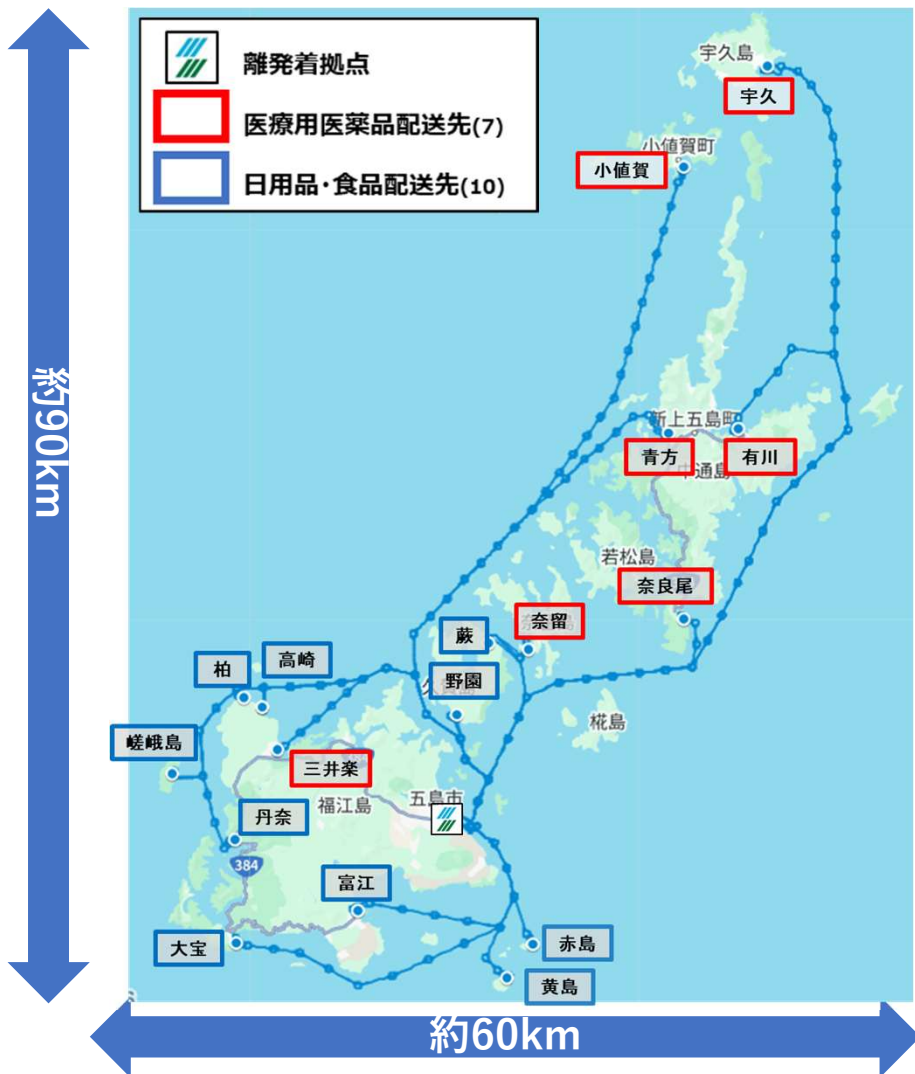 離発着拠点
医療用医薬品配送先(7)
日用品・食品配送先(10)
約90km
宇久島
宇久
小値賀町
小値賀
新上五島町
青方
有川
中通島
若松島
奈良尾
奈留
蕨
野園
久賀島
椛島
高崎
柏
嵯峨島
三井楽
五島市
福江島
丹奈
384
富江
大宝
赤島
黄島
約60km